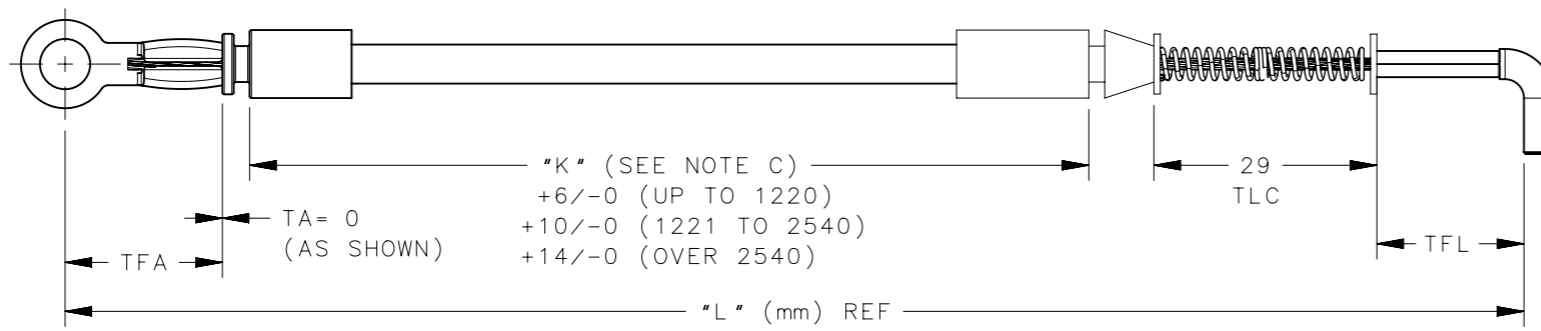 "K" (SEE NOTE C)
+6/-0 (UP TO 1220)
+10/-0 (1221 TO 2540)
+14/-0 (OVER 2540)
29
TLC
TA= 0
(AS SHOWN)
TFA
TFL
"L" (mm) REF